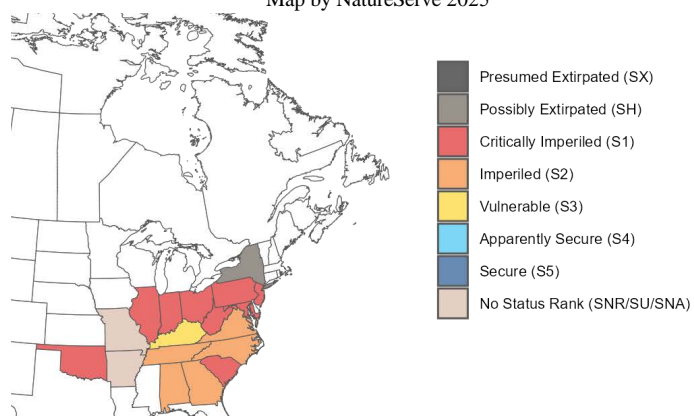 Map by NatureServe 2025
Presumed Extirpated (SX)
Possibly Extirpated (SH)
Critically Imperiled (S1)
Imperiled (S2)
Vulnerable (S3)
Apparently Secure (S4)
Secure (S5)
No Status Rank (SNR/SU/SNA)